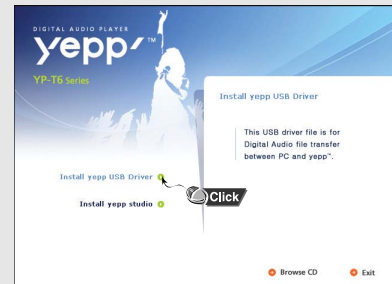 DIGITAL AUDIO PLAYER
yepp' TM
YP-T6 Series
Install yepp USB Driver
This USB driver file is for
Digital Audio file transfer
between PC and yepp™.
Install yepp USB Driver
Click
Install yepp studio
Browse CD
Exit